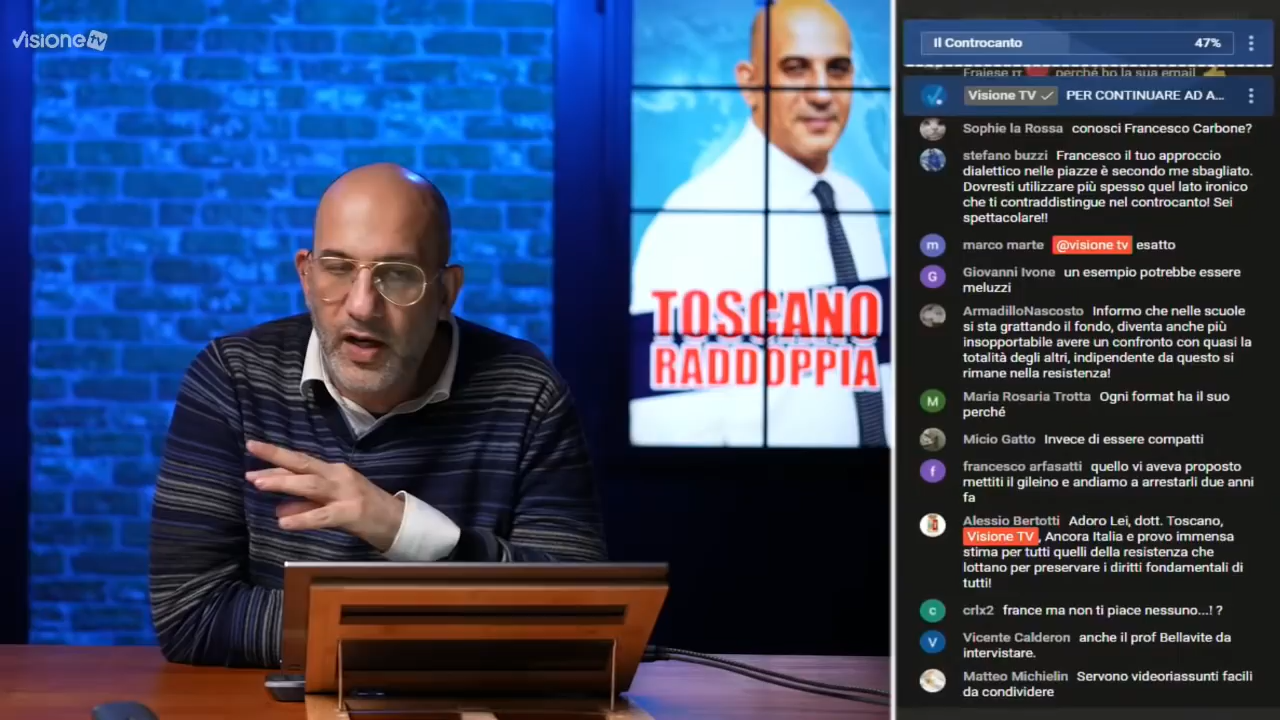 Visione TV
TOSCANO
RADDOPPIA
Il Controcanto 47%
Fraiese IT perché ho la sua email
Visione TV PER CONTINUARE AD A...
Sophie la Rossa conosci Francesco Carbone?
stefano buzzi Francesco il tuo approccio
dialettico nelle piazze è secondo me sbagliato.
Dovresti utilizzare più spesso quel lato ironico
che ti contraddistingue nel controcanto! Sei
spettacolare!!
m marco marte @visione tv esatto
G Giovanni Ivone un esempio potrebbe essere
meluzzi
ArmadilloNascosto Informo che nelle scuole
si sta grattando il fondo, diventa anche più
insopportabile avere un confronto con quasi la
totalità degli altri, indipendente da questo si
rimane nella resistenza!
M Maria Rosaria Trotta Ogni format ha il suo
perché
Micio Gatto Invece di essere compatti
f francesco arfasatti quello vi aveva proposto
mettiti il gileino e andiamo a arrestarli due anni
fa
Alessio Bertotti Adoro Lei, dott. Toscano,
Visione TV, Ancora Italia e provo immensa
stima per tutti quelli della resistenza che
lottano per preservare i diritti fondamentali di
tutti!
c crlx2 france ma non ti piace nessuno...! ?
V Vicente Calderon anche il prof Bellavite da
intervistare.
Matteo Michielin Servono videoriassunti facili
da condividere